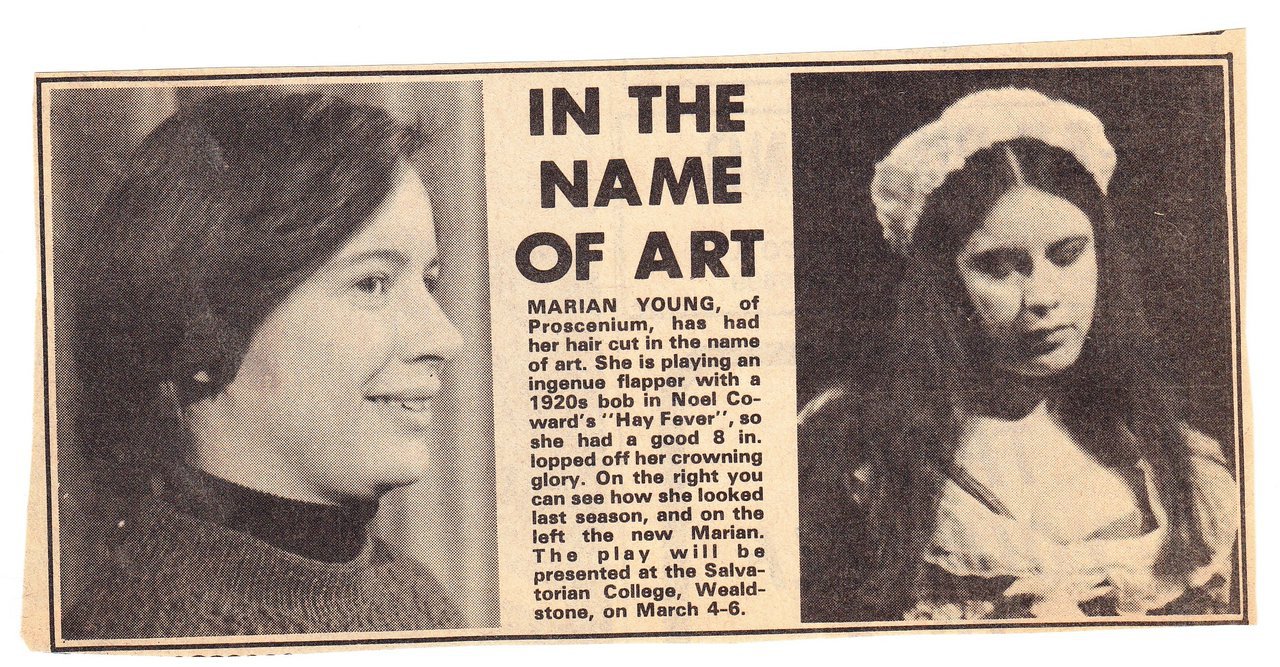 IN THE
NAME
OF ART
MARIAN YOUNG, of
Proscenium, has had
her hair cut in the name
of art. She is playing an
ingenue flapper with a
1920s bob in Noel Co-
ward's "Hay Fever", so
she had a good 8 in.
lopped off her crowning
glory. On the right you
can see how she looked
last season, and on the
left the new Marian.
The play will be
presented at the Salva-
torian College, Weald-
stone, on March 4-6.